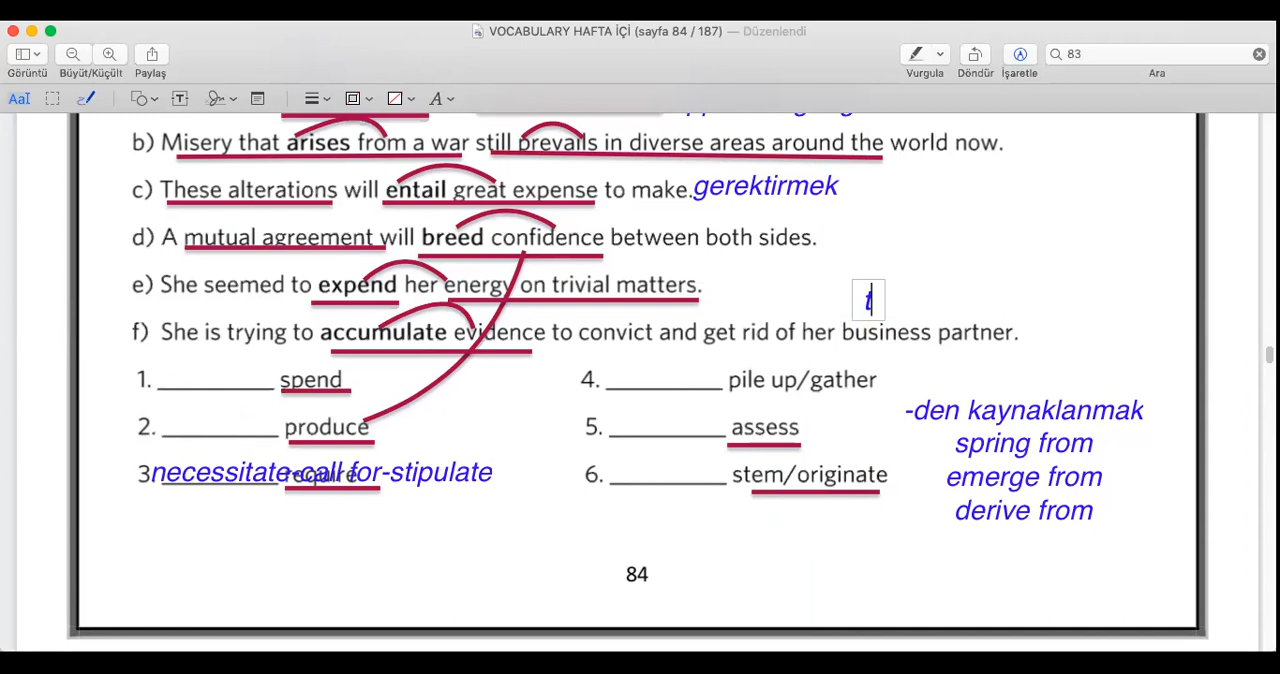 VOCABULARY HAFTA İÇİ (sayfa 84 / 187) — Düzenlendi
83
Görüntü Büyüt/Küçült Paylaş Vurgula Döndür İşaretle Ara
AaI T A
b) Misery that arises from a war still prevails in diverse areas around the world now.
c) These alterations will entail great expense to make. gerektirmek
d) A mutual agreement will breed confidence between both sides.
e) She seemed to expend her energy on trivial matters.
t
f) She is trying to accumulate evidence to convict and get rid of her business partner.
1. __________ spend
4. __________ pile up/gather
2. __________ produce
5. __________ assess
-den kaynaklanmak
spring from
3. __________ require
necessitate-call for-stipulate
6. __________ stem/originate
emerge from
derive from
84